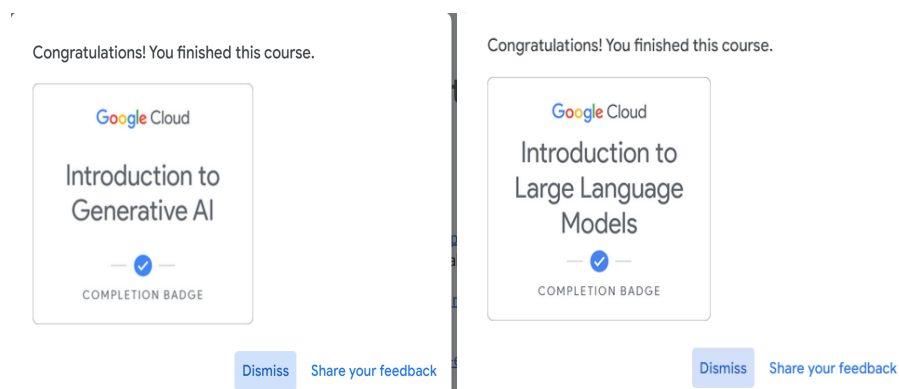 Congratulations! You finished this course.
Google Cloud
Introduction to
Generative AI
COMPLETION BADGE
Dismiss
Share your feedback
Congratulations! You finished this course.
Google Cloud
Introduction to
Large Language
Models
COMPLETION BADGE
Dismiss
Share your feedback